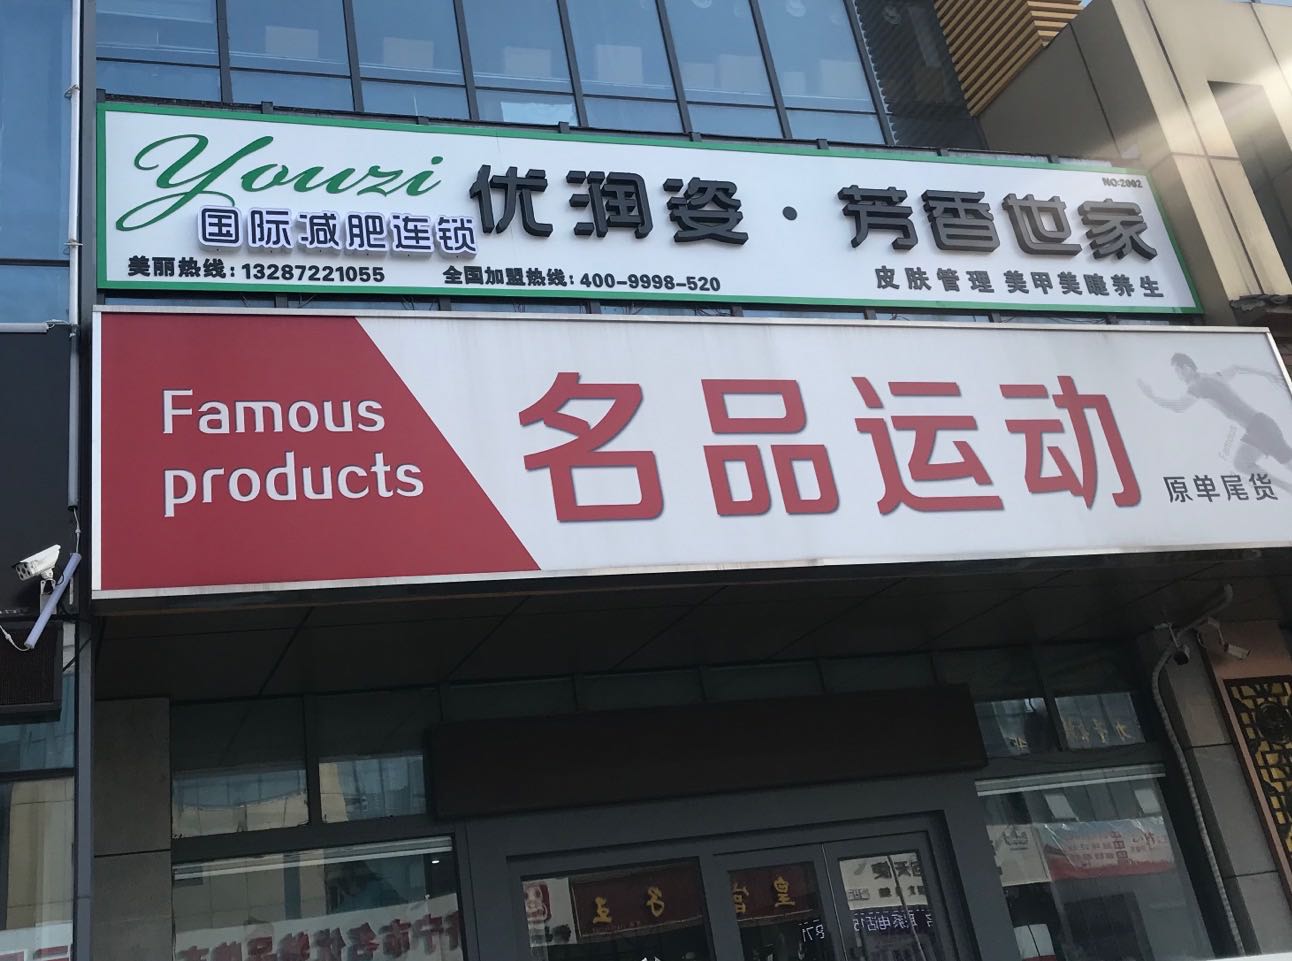 Youzi
国际减肥连锁
优润姿·芳香世家
NO:2002
美丽热线:13287221055
全国加盟热线:400-9998-520
皮肤管理 美甲美睫养生
Famous
products
名品运动
原单尾货